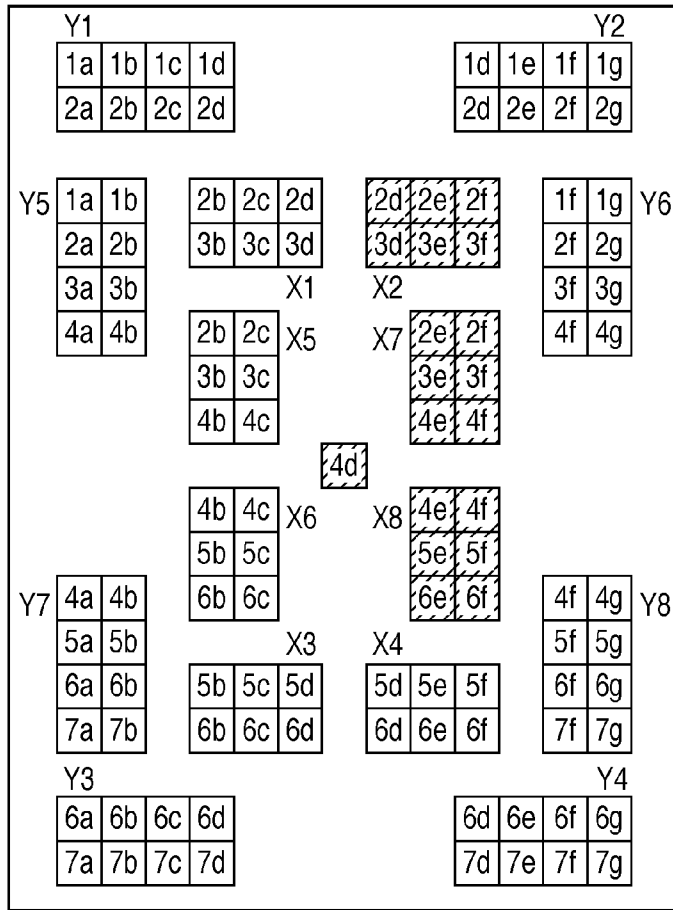 Y1 Y2
1a 1b 1c 1d 1d 1e 1f 1g
2a 2b 2c 2d 2d 2e 2f 2g
Y5 1a 1b 2b 2c 2d 2d 2e 2f 1f 1g Y6
2a 2b 3b 3c 3d 3d 3e 3f 2f 2g
3a 3b X1 X2 3f 3g
4a 4b 2b 2c X5 X7 2e 2f 4f 4g
3b 3c 3e 3f
4b 4c 4e 4f
4d
4b 4c X6 X8 4e 4f
5b 5c 5e 5f
Y7 4a 4b 6b 6c 6e 6f 4f 4g Y8
5a 5b X3 X4 5f 5g
6a 6b 5b 5c 5d 5d 5e 5f 6f 6g
7a 7b 6b 6c 6d 6d 6e 6f 7f 7g
Y3 Y4
6a 6b 6c 6d 6d 6e 6f 6g
7a 7b 7c 7d 7d 7e 7f 7g